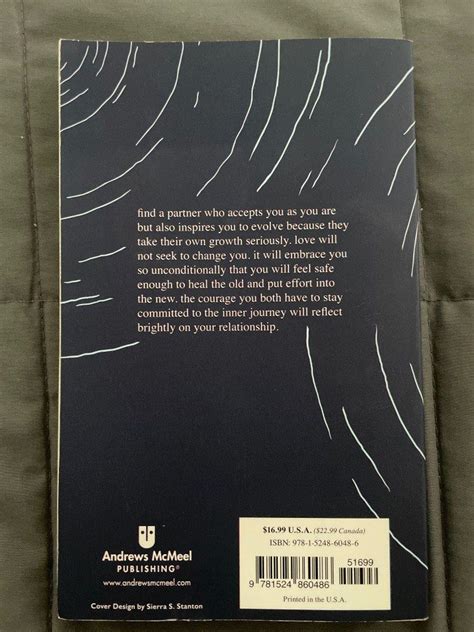 find a partner who accepts you as you are
but also inspires you to evolve because they
take their own growth seriously. love will
not seek to change you. it will embrace you
so unconditionally that you will feel safe
enough to heal the old and put effort into
the new. the courage you both have to stay
committed to the inner journey will reflect
brightly on your relationship.
Andrews McMeel
PUBLISHING®
www.andrewsmcmeel.com
Cover Design by Sierra S. Stanton
$16.99 U.S.A. ($22.99 Canada)
ISBN: 978-1-5248-6048-6
51699
9 781524 860486
Printed in the U.S.A.